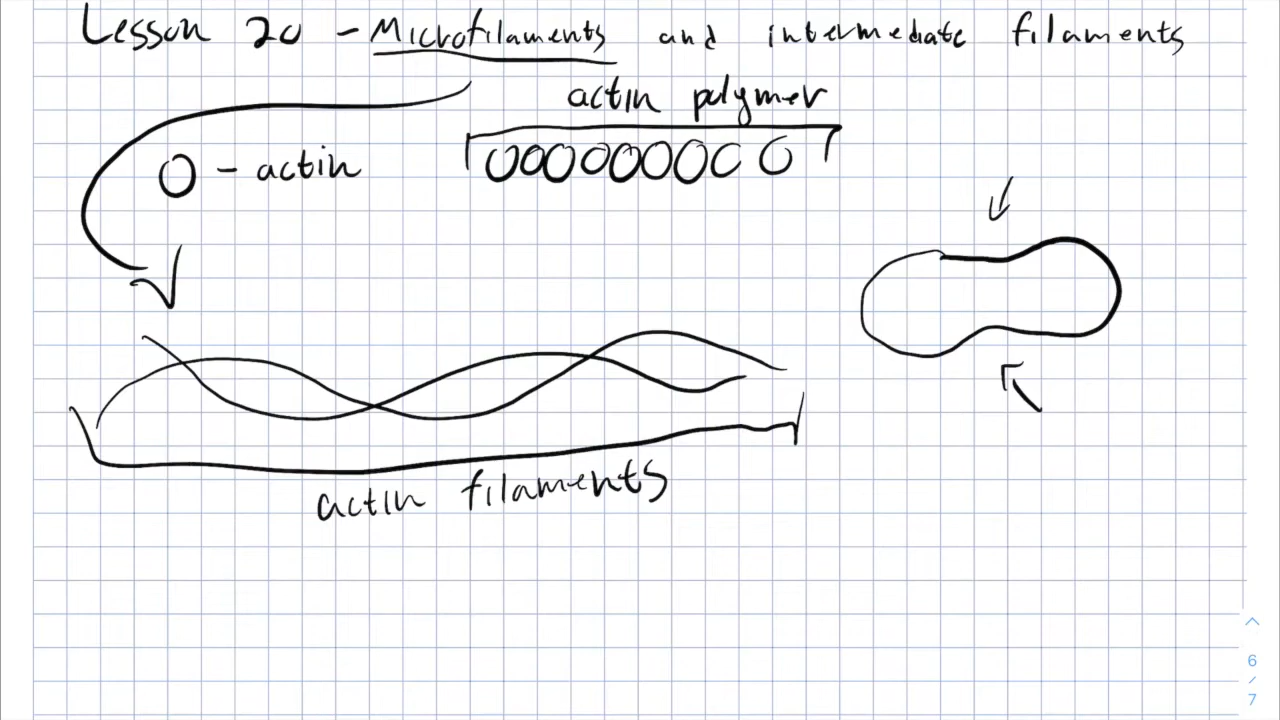 Lesson 20 - Microfilaments and intermediate filaments
actin polymer
- actin
actin filaments
6
/
7